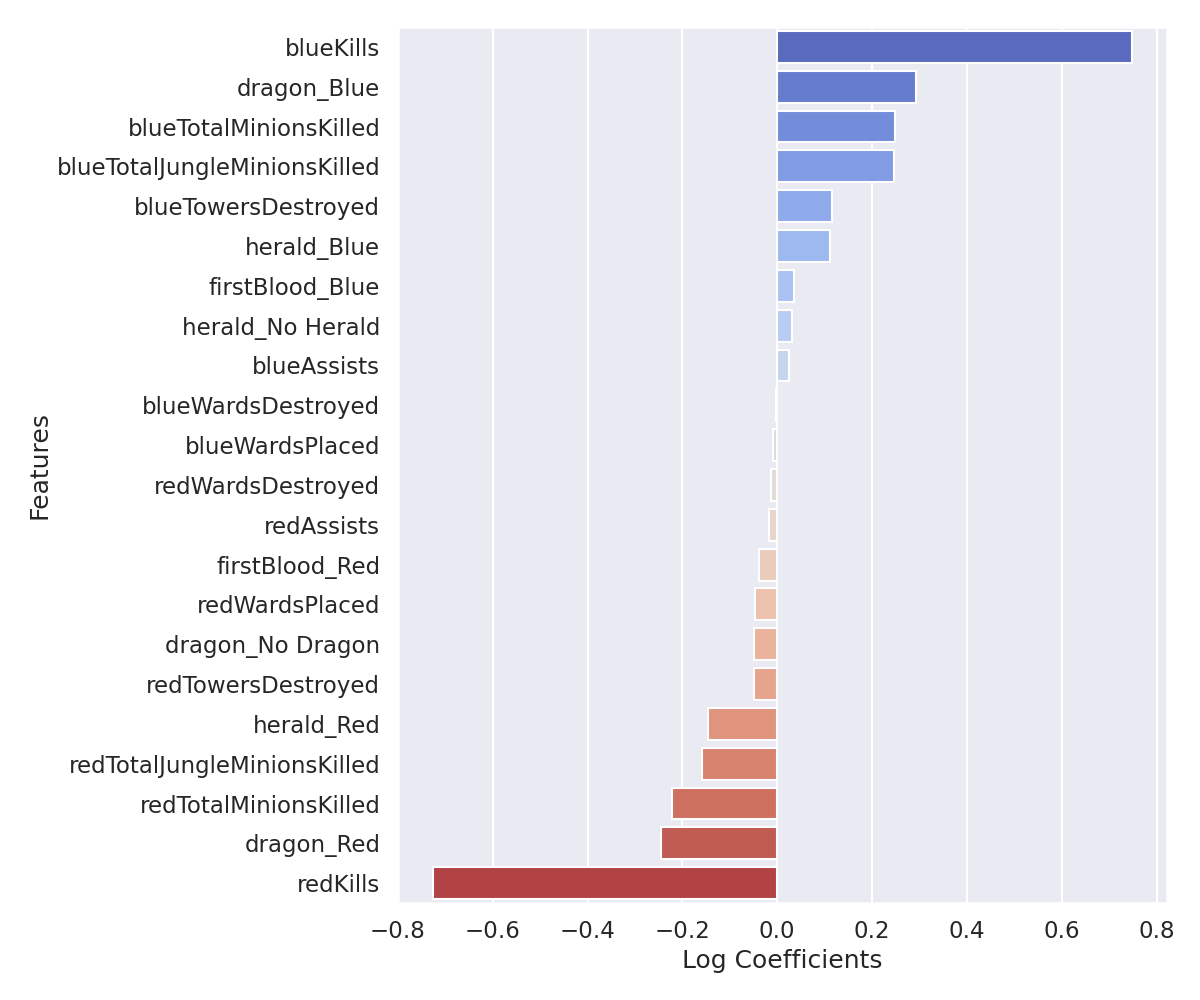 blueKills
dragon_Blue
blueTotalMinionsKilled
blueTotalJungleMinionsKilled
blueTowersDestroyed
herald_Blue
firstBlood_Blue
herald_No Herald
blueAssists
blueWardsDestroyed
blueWardsPlaced
redWardsDestroyed
redAssists
firstBlood_Red
redWardsPlaced
dragon_No Dragon
redTowersDestroyed
herald_Red
redTotalJungleMinionsKilled
redTotalMinionsKilled
dragon_Red
redKills
Features
−0.8 −0.6 −0.4 −0.2 0.0 0.2 0.4 0.6 0.8
Log Coefficients